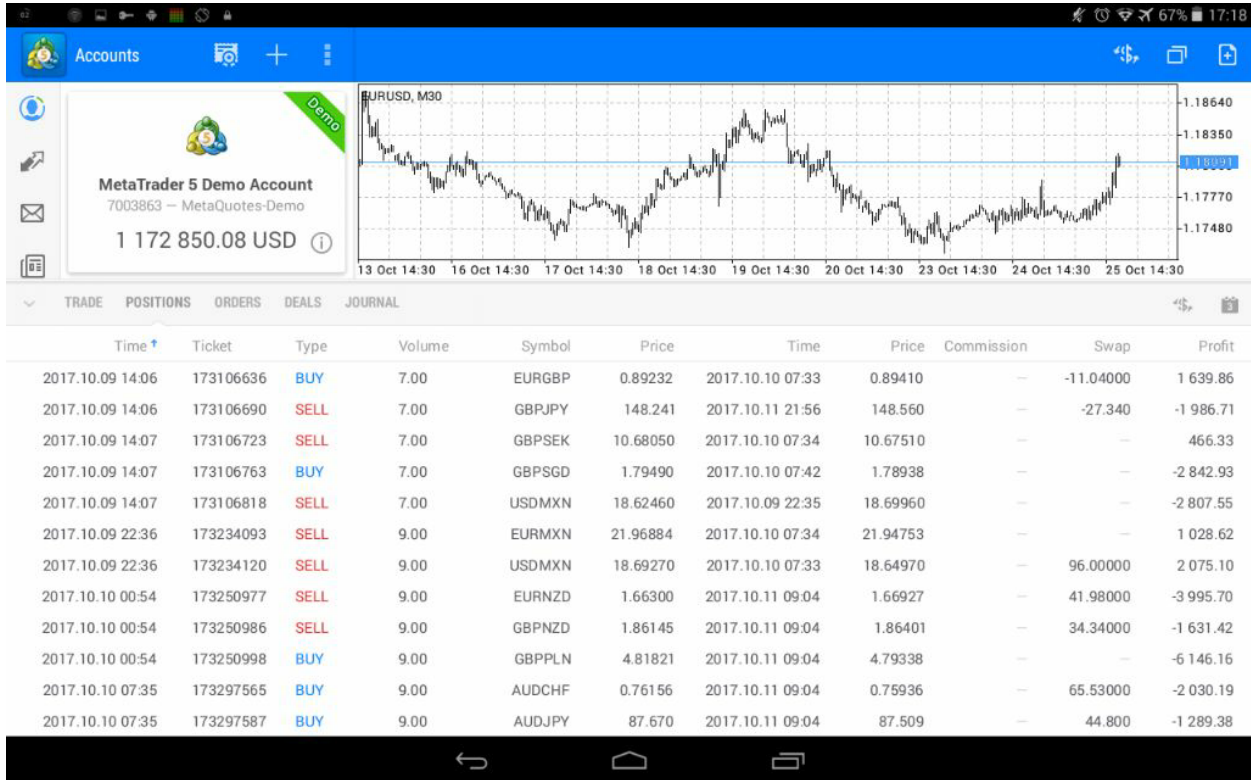 67% 17:18
Accounts
Demo
MetaTrader 5 Demo Account
7003863 — MetaQuotes-Demo
1 172 850.08 USD
EURUSD, M30
1.18640
1.18350
1.18091
1.17770
1.17480
13 Oct 14:30 16 Oct 14:30 17 Oct 14:30 18 Oct 14:30 19 Oct 14:30 20 Oct 14:30 23 Oct 14:30 24 Oct 14:30 25 Oct 14:30
TRADE POSITIONS ORDERS DEALS JOURNAL
Time Ticket Type Volume Symbol Price Time Price Commission Swap Profit
2017.10.09 14:06 173106636 BUY 7.00 EURGBP 0.89232 2017.10.10 07:33 0.89410 — -11.04000 1 639.86
2017.10.09 14:06 173106690 SELL 7.00 GBPJPY 148.241 2017.10.11 21:56 148.560 — -27.340 -1 986.71
2017.10.09 14:07 173106723 SELL 7.00 GBPSEK 10.68050 2017.10.10 07:34 10.67510 — — 466.33
2017.10.09 14:07 173106763 BUY 7.00 GBPSGD 1.79490 2017.10.10 07:42 1.78938 — — -2 842.93
2017.10.09 14:07 173106818 SELL 7.00 USDMXN 18.62460 2017.10.09 22:35 18.69960 — — -2 807.55
2017.10.09 22:36 173234093 SELL 9.00 EURMXN 21.96884 2017.10.10 07:34 21.94753 — — 1 028.62
2017.10.09 22:36 173234120 SELL 9.00 USDMXN 18.69270 2017.10.10 07:33 18.64970 — 96.00000 2 075.10
2017.10.10 00:54 173250977 SELL 9.00 EURNZD 1.66300 2017.10.11 09:04 1.66927 — 41.98000 -3 995.70
2017.10.10 00:54 173250986 SELL 9.00 GBPNZD 1.86145 2017.10.11 09:04 1.86401 — 34.34000 -1 631.42
2017.10.10 00:54 173250998 BUY 9.00 GBPPLN 4.81821 2017.10.11 09:04 4.79338 — — -6 146.16
2017.10.10 07:35 173297565 BUY 9.00 AUDCHF 0.76156 2017.10.11 09:04 0.75936 — 65.53000 -2 030.19
2017.10.10 07:35 173297587 BUY 9.00 AUDJPY 87.670 2017.10.11 09:04 87.509 — 44.800 -1 289.38